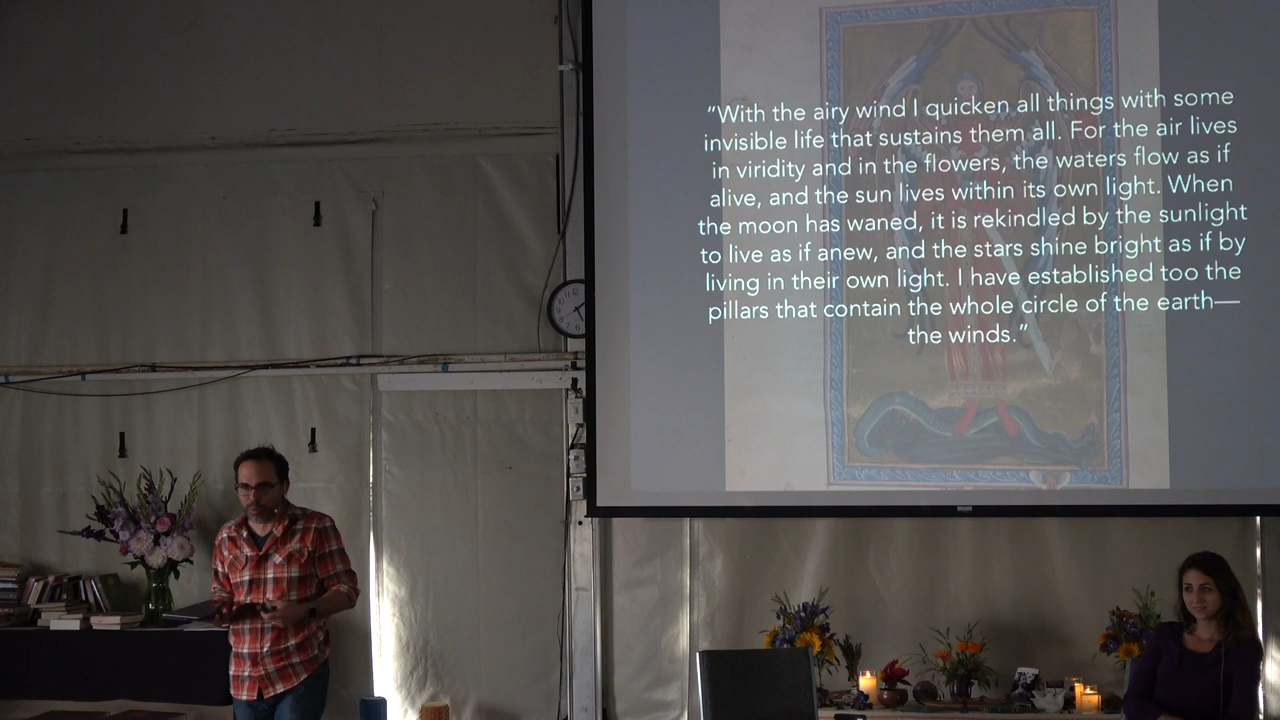 “With the airy wind I quicken all things with some
invisible life that sustains them all. For the air lives
in viridity and in the flowers, the waters flow as if
alive, and the sun lives within its own light. When
the moon has waned, it is rekindled by the sunlight
to live as if anew, and the stars shine bright as if by
living in their own light. I have established too the
pillars that contain the whole circle of the earth—
the winds.”